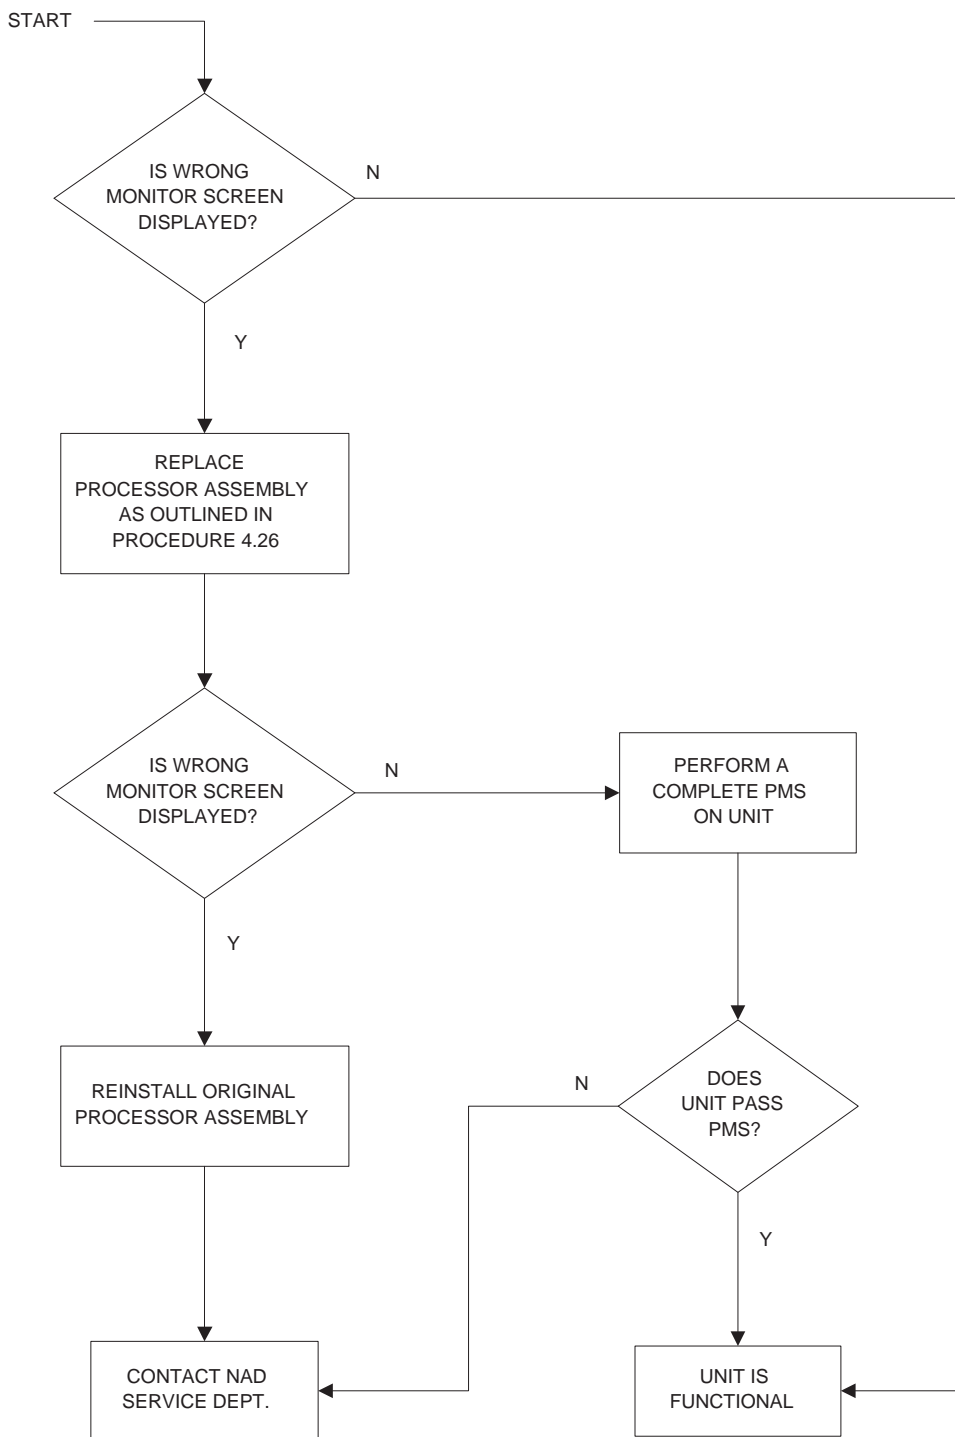 START
IS WRONG
MONITOR SCREEN
DISPLAYED?
N
Y
REPLACE
PROCESSOR ASSEMBLY
AS OUTLINED IN
PROCEDURE 4.26
IS WRONG
MONITOR SCREEN
DISPLAYED?
N
PERFORM A
COMPLETE PMS
ON UNIT
Y
REINSTALL ORIGINAL
PROCESSOR ASSEMBLY
N
DOES
UNIT PASS
PMS?
Y
CONTACT NAD
SERVICE DEPT.
UNIT IS
FUNCTIONAL